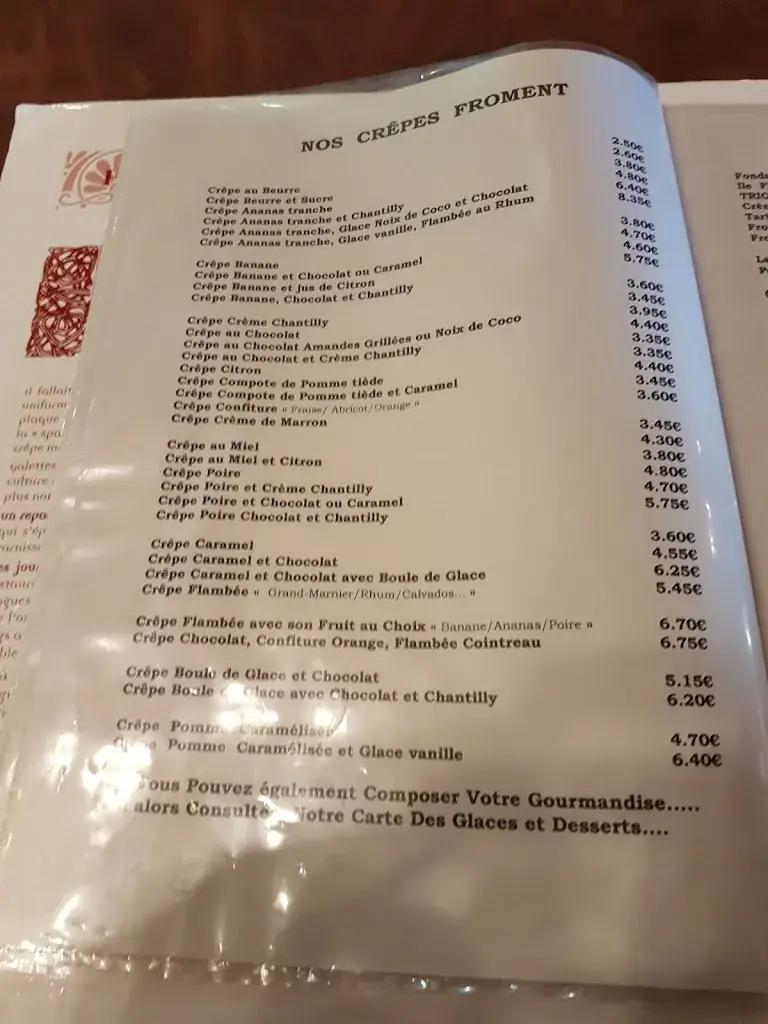 NOS CRÊPES FROMENT
Crêpe au Beurre 2.50€
Crêpe Beurre et Sucre 2.60€
Crêpe Ananas tranche 3.80€
Crêpe Ananas tranche et Chantilly 4.80€
Crêpe Ananas tranche, Glace Noix de Coco et Chocolat 6.40€
Crêpe Ananas tranche, Glace vanille, Flambée au Rhum 8.35€
Crêpe Banane 3.80€
Crêpe Banane et Chocolat ou Caramel 4.70€
Crêpe Banane et jus de Citron 4.60€
Crêpe Banane, Chocolat et Chantilly 5.75€
Crêpe Crème Chantilly 3.60€
Crêpe au Chocolat 3.45€
Crêpe au Chocolat Amandes Grillées ou Noix de Coco 3.95€
Crêpe au Chocolat et Crème Chantilly 4.40€
Crêpe Citron 3.35€
Crêpe Compote de Pomme tiède 3.35€
Crêpe Compote de Pomme tiède et Caramel 4.40€
Crêpe Confiture « Fraise/ Abricot/Orange » 3.45€
Crêpe Crème de Marron 3.60€
Crêpe au Miel 3.45€
Crêpe au Miel et Citron 4.30€
Crêpe Poire 3.80€
Crêpe Poire et Crème Chantilly 4.80€
Crêpe Poire et Chocolat ou Caramel 4.70€
Crêpe Poire Chocolat et Chantilly 5.75€
Crêpe Caramel 3.60€
Crêpe Caramel et Chocolat 4.55€
Crêpe Caramel et Chocolat avec Boule de Glace 6.25€
Crêpe Flambée « Grand-Marnier/Rhum/Calvados... » 5.45€
Crêpe Flambée avec son Fruit au Choix « Banane/Ananas/Poire » 6.70€
Crêpe Chocolat, Confiture Orange, Flambée Cointreau 6.75€
Crêpe Boule de Glace et Chocolat 5.15€
Crêpe Boule de Glace avec Chocolat et Chantilly 6.20€
Crêpe Pomme Caramélisée 4.70€
Pomme Caramélisée et Glace vanille 6.40€
Vous Pouvez également Composer Votre Gourmandise.....
alors Consulte Notre Carte Des Glaces et Desserts....